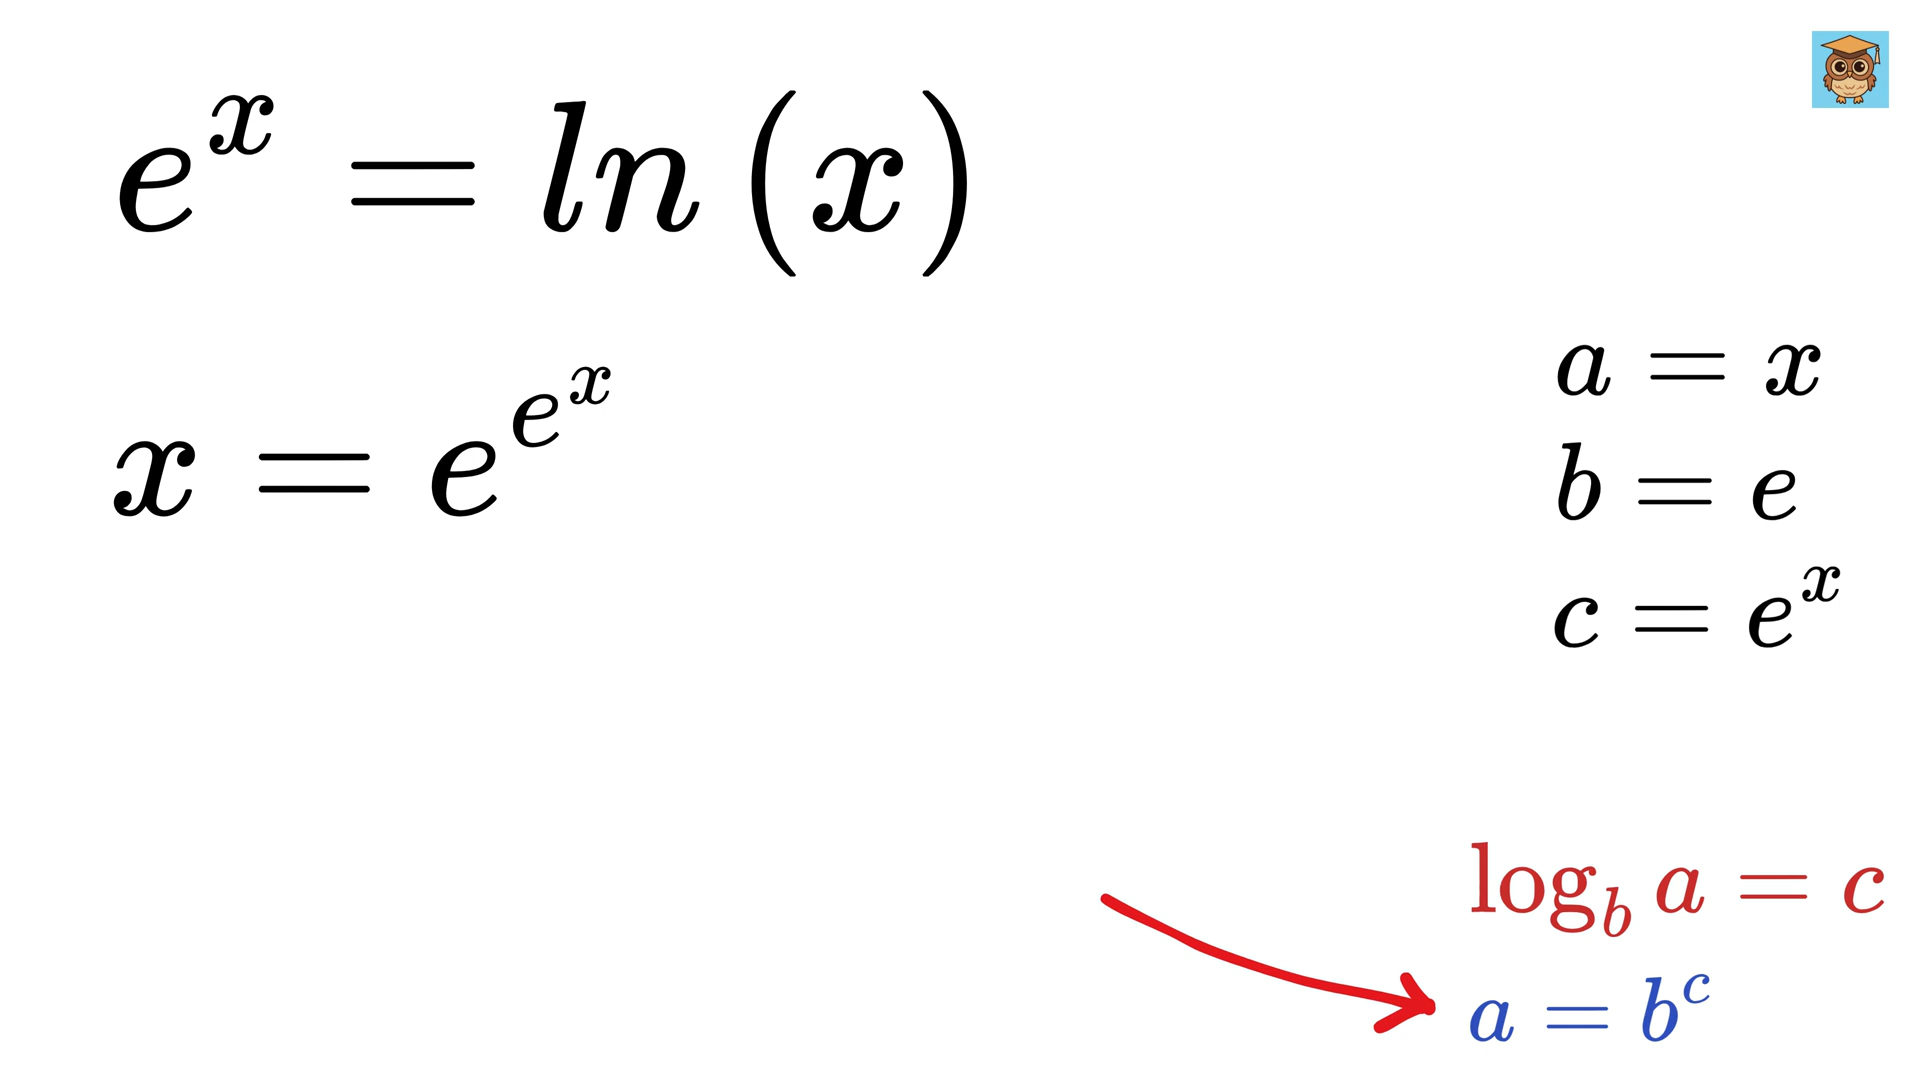 e^x = ln(x)
x = e^{e^x}
a = x
b = e
c = e^x
log_b a = c
a = b^c